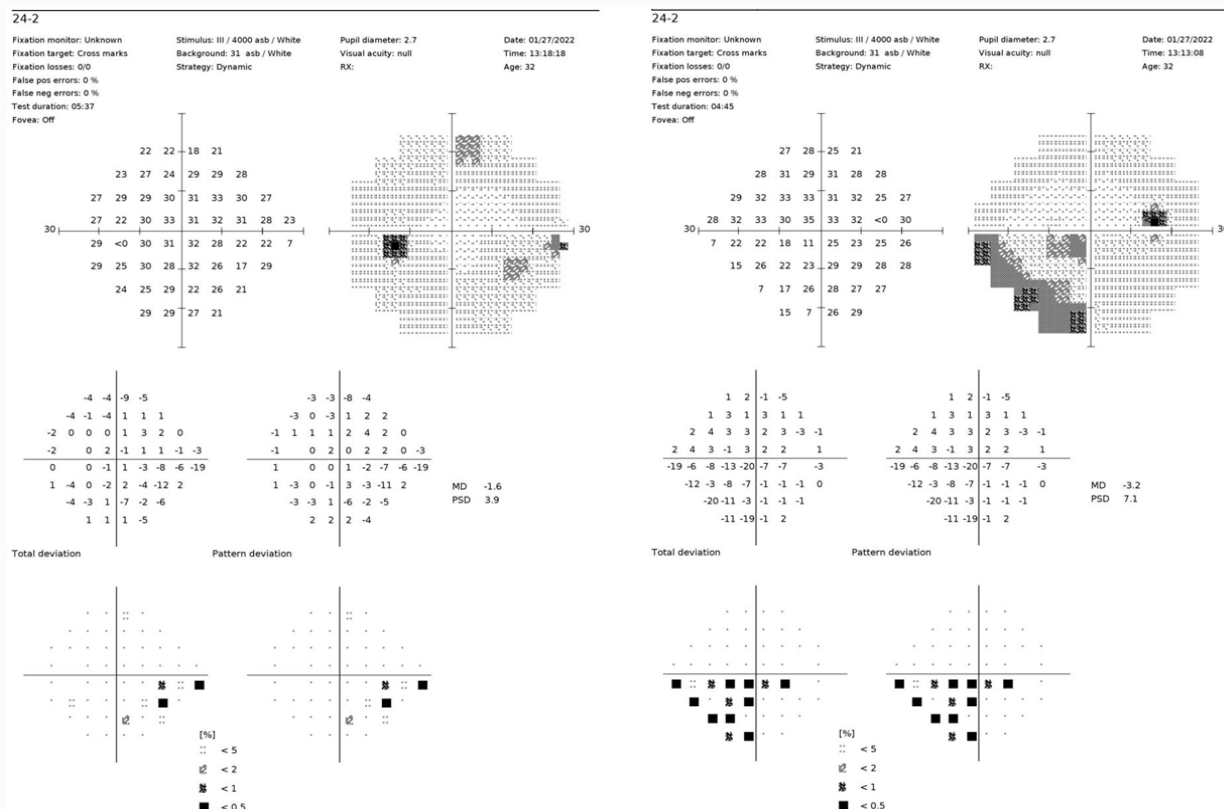 24-2
Fixation monitor: Unknown Stimulus: III / 4000 asb / White Pupil diameter: 2.7 Date: 01/27/2022
Fixation target: Cross marks Background: 31 asb / White Visual acuity: null Time: 13:18:18
Fixation losses: 0/0 Strategy: Dynamic RX: Age: 32
False pos errors: 0 %
False neg errors: 0 %
Test duration: 05:37
Fovea: Off
22 22 18 21
23 27 24 29 29 28
27 29 29 30 31 33 30 27
27 22 30 33 31 32 31 28 23
30 30
29 <0 30 31 32 28 22 22 7
29 25 30 28 32 26 17 29
24 25 29 22 26 21
29 29 27 21
-4 -4 -9 -5
-4 -1 -4 1 1 1
-2 0 0 0 1 3 2 0
-2 0 2 -1 1 1 -1 -3
0 0 -1 1 -3 -8 -6 -19
1 -4 0 -2 2 -4 -12 2
-4 -3 1 -7 -2 -6
1 1 1 -5
-3 -3 -8 -4
-3 0 -3 1 2 2
-1 1 1 1 2 4 2 0
-1 0 2 0 2 2 0 -3
1 0 0 1 -2 -7 -6 -19
1 -3 0 -1 3 -3 -11 2
-3 -3 1 -6 -2 -5
2 2 2 -4
MD -1.6
PSD 3.9
Total deviation Pattern deviation
[%]
< 5
< 2
< 1
< 0.5
24-2
Fixation monitor: Unknown Stimulus: III / 4000 asb / White Pupil diameter: 2.7 Date: 01/27/2022
Fixation target: Cross marks Background: 31 asb / White Visual acuity: null Time: 13:13:08
Fixation losses: 0/0 Strategy: Dynamic RX: Age: 32
False pos errors: 0 %
False neg errors: 0 %
Test duration: 04:45
Fovea: Off
27 28 25 21
28 31 29 31 28 28
29 32 33 33 31 32 25 27
28 32 33 30 35 33 32 <0 30
30
7 22 22 18 11 25 23 25 26
15 26 22 23 29 29 28 28
7 17 26 28 27 27
15 7 26 29
1 2 -1 -5
1 3 1 3 1 1
2 4 3 3 2 3 -3 -1
2 4 3 -1 3 2 2 1
-19 -6 -8 -13 -20 -7 -7 -3
-12 -3 -8 -7 -1 -1 -1 0
-20 -11 -3 -1 -1 -1
-11 -19 -1 2
1 2 -1 -5
1 3 1 3 1 1
2 4 3 3 2 3 -3 -1
2 4 3 -1 3 2 2 1
-19 -6 -8 -13 -20 -7 -7 -3
-12 -3 -8 -7 -1 -1 -1 0
-20 -11 -3 -1 -1 -1
-11 -19 -1 2
MD -3.2
PSD 7.1
Total deviation Pattern deviation
[%]
< 5
< 2
< 1
< 0.5